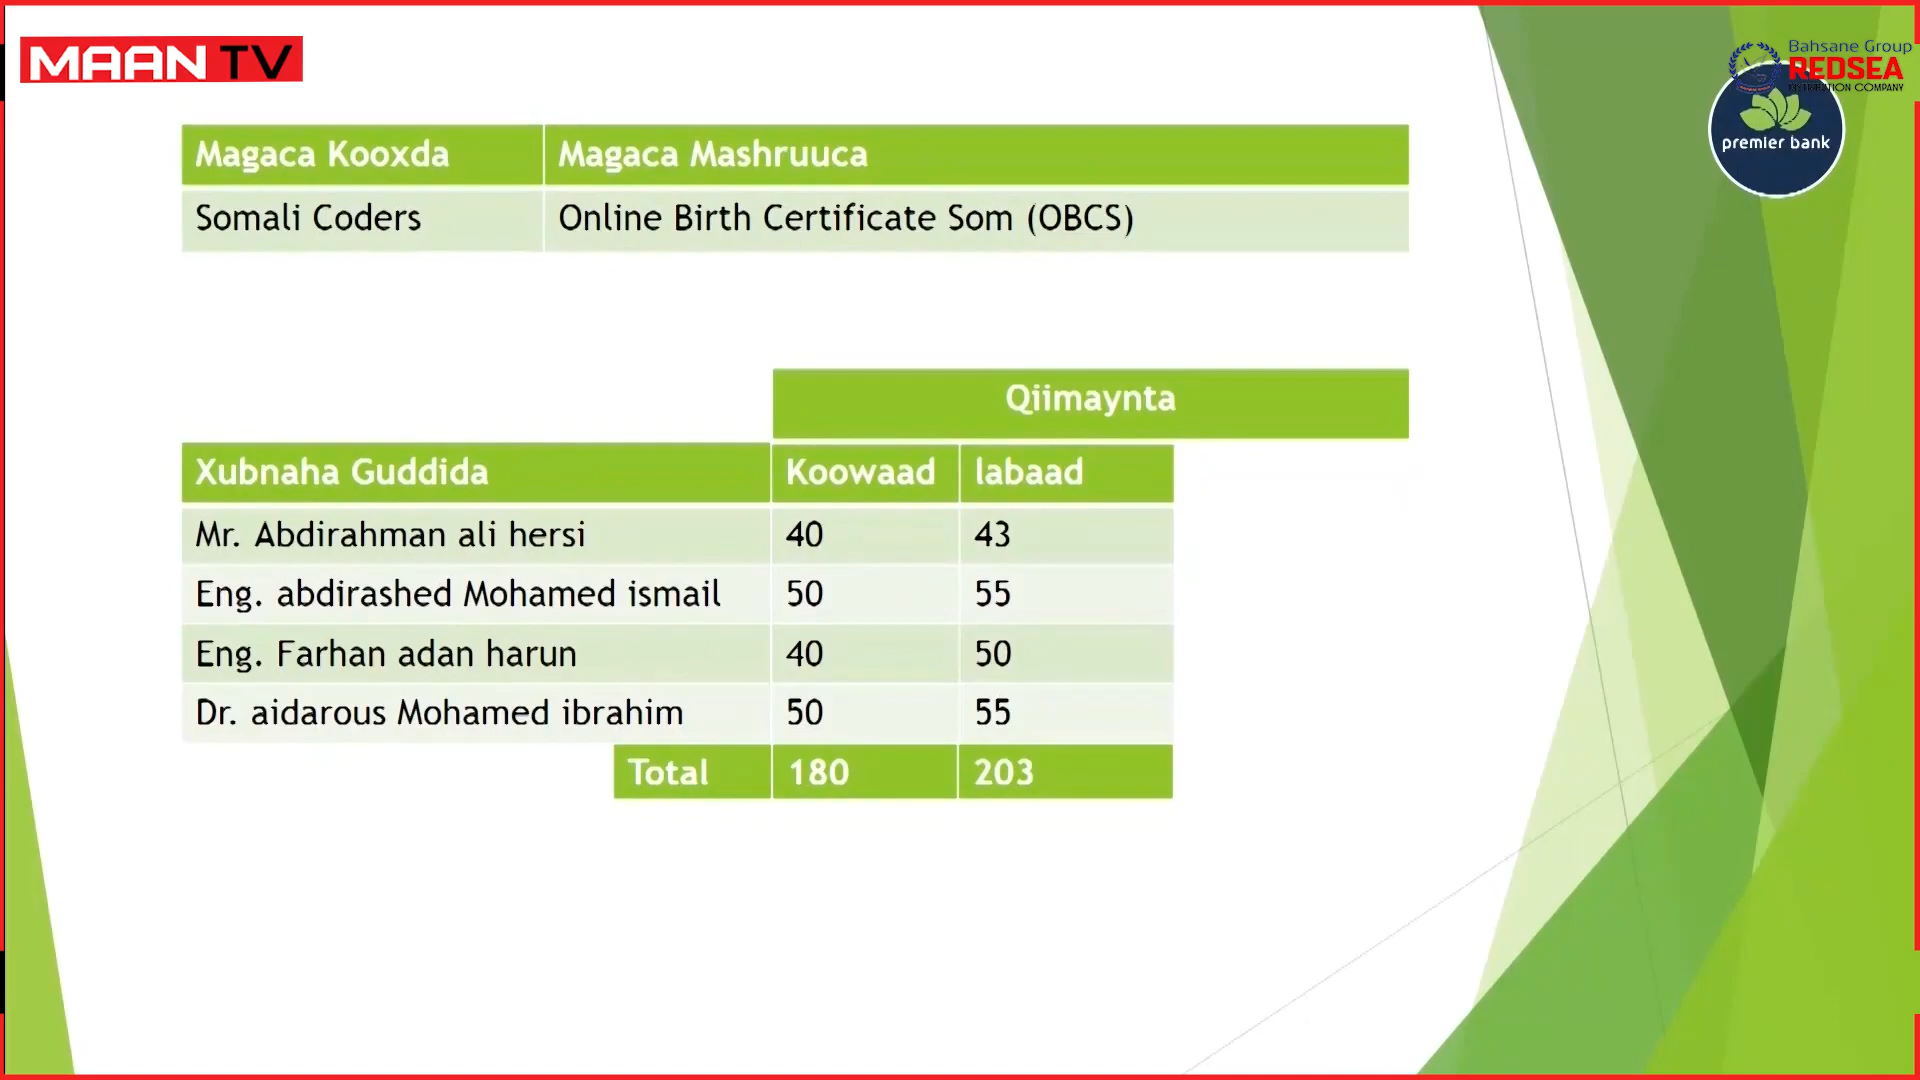 MAAN TV
Bahsane Group
REDSEA
DISTRIBUTION COMPANY
premier bank
Magaca Kooxda Magaca Mashruuca
Somali Coders Online Birth Certificate Som (OBCS)
Qiimaynta
Xubnaha Guddida Koowaad labaad
Mr. Abdirahman ali hersi 40 43
Eng. abdirashed Mohamed ismail 50 55
Eng. Farhan adan harun 40 50
Dr. aidarous Mohamed ibrahim 50 55
Total 180 203